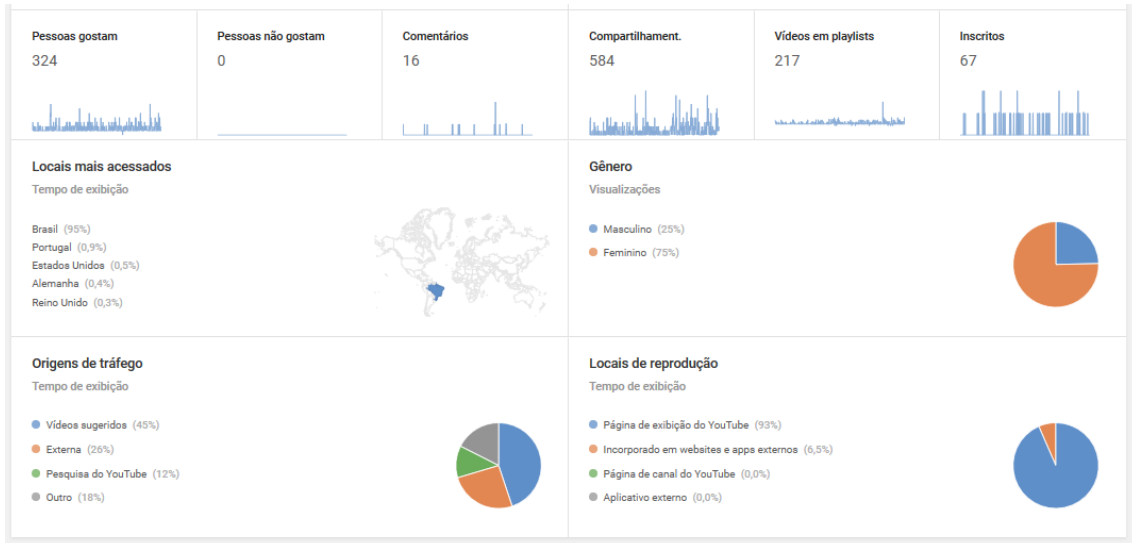 Pessoas gostam
324
Pessoas não gostam
0
Comentários
16
Compartilhament.
584
Vídeos em playlists
217
Inscritos
67
Locais mais acessados
Tempo de exibição
Brasil (95%)
Portugal (0,9%)
Estados Unidos (0,5%)
Alemanha (0,4%)
Reino Unido (0,3%)
Gênero
Visualizações
Masculino (25%)
Feminino (75%)
Origens de tráfego
Tempo de exibição
Vídeos sugeridos (45%)
Externa (26%)
Pesquisa do YouTube (12%)
Outro (18%)
Locais de reprodução
Tempo de exibição
Página de exibição do YouTube (93%)
Incorporado em websites e apps externos (6,5%)
Página de canal do YouTube (0,0%)
Aplicativo externo (0,0%)